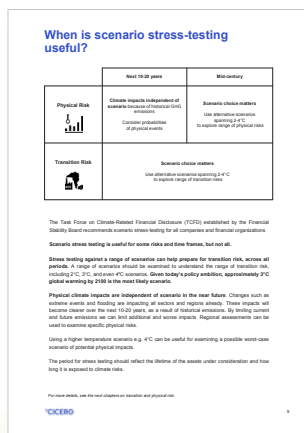 When is scenario stress-testing
useful?
Next 10-20 years
Mid-century
Physical Risk
Climate impacts independent of
scenario because of historical GHG
emissions
Consider probabilities
of physical events
Scenario choice matters
Use alternative scenarios
spanning 2-4°C
to explore range of physical risks
Transition Risk
Scenario choice matters
Use alternative scenarios spanning 2-4°C
to explore range of transition risks
The Task Force on Climate-Related Financial Disclosure (TCFD) established by the Financial
Stability Board recommends scenario stress-testing for all companies and financial organizations.
Scenario stress testing is useful for some risks and time frames, but not all.
Stress testing against a range of scenarios can help prepare for transition risk, across all
periods. A range of scenarios should be examined to understand the range of transition risk,
including 2°C, 3°C, and even 4°C scenarios. Given today's policy ambition, approximately 3°C
global warming by 2100 is the most likely scenario.
Physical climate impacts are independent of scenario in the near future. Changes such as
extreme events and flooding are impacting all sectors and regions already. These impacts will
become clearer over the next 10-20 years, as a result of historical emissions. By limiting current
and future emissions we can limit additional and worse impacts. Regional assessments can be
used to examine specific physical risks.
Using a higher temperature scenario e.g. 4°C can be useful for examining a possible worst-case
scenario of potential physical impacts.
The period for stress testing should reflect the lifetime of the assets under consideration and how
long it is exposed to climate risks.
For more details, see the next chapters on transition and physical risk.
°CICERO
9